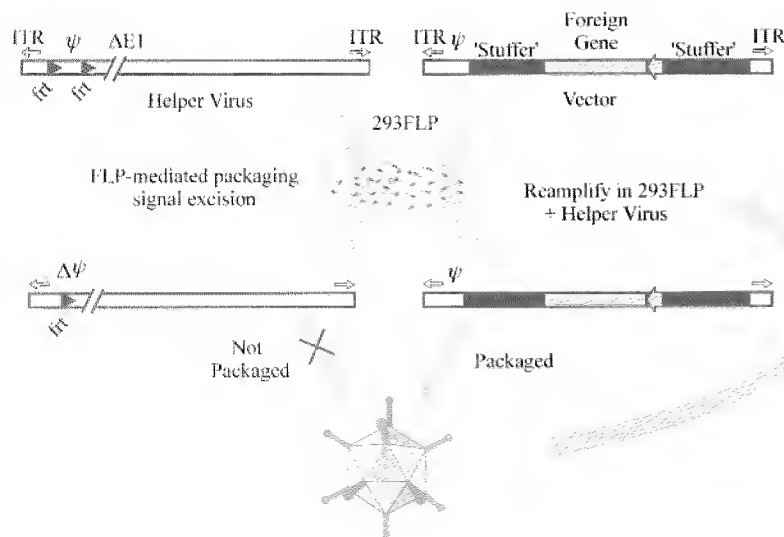 ITR ψ ΔE1 ITR
frt frt
Helper Virus
ITR ψ 'Stuffer' Foreign Gene 'Stuffer' ITR
Vector
293FLP
FLP-mediated packaging
signal excision
Reamplify in 293FLP
+ Helper Virus
Δψ
frt
ψ
Not
Packaged
Packaged